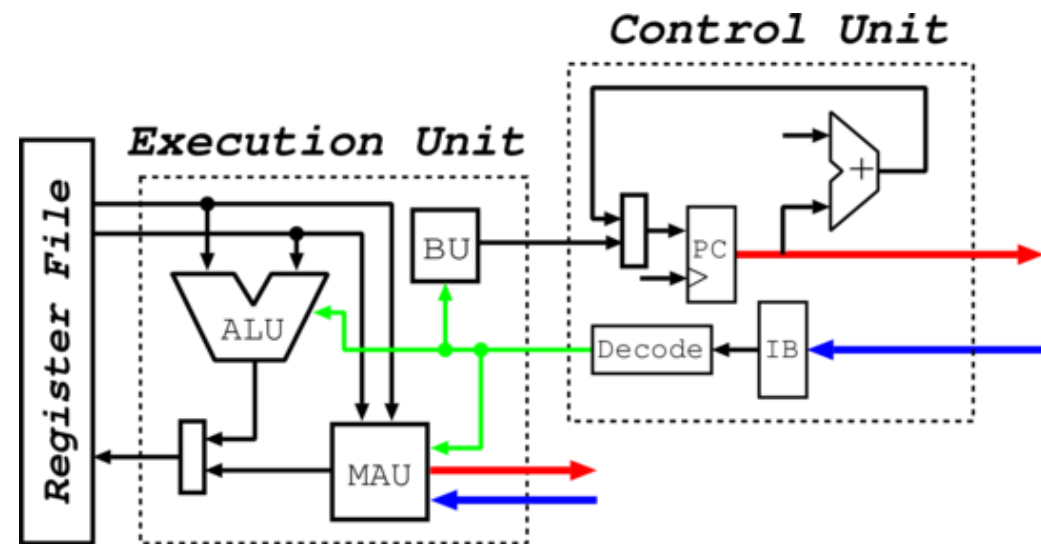 Control Unit
Execution Unit
Register File
+
PC
BU
ALU
Decode
IB
MAU